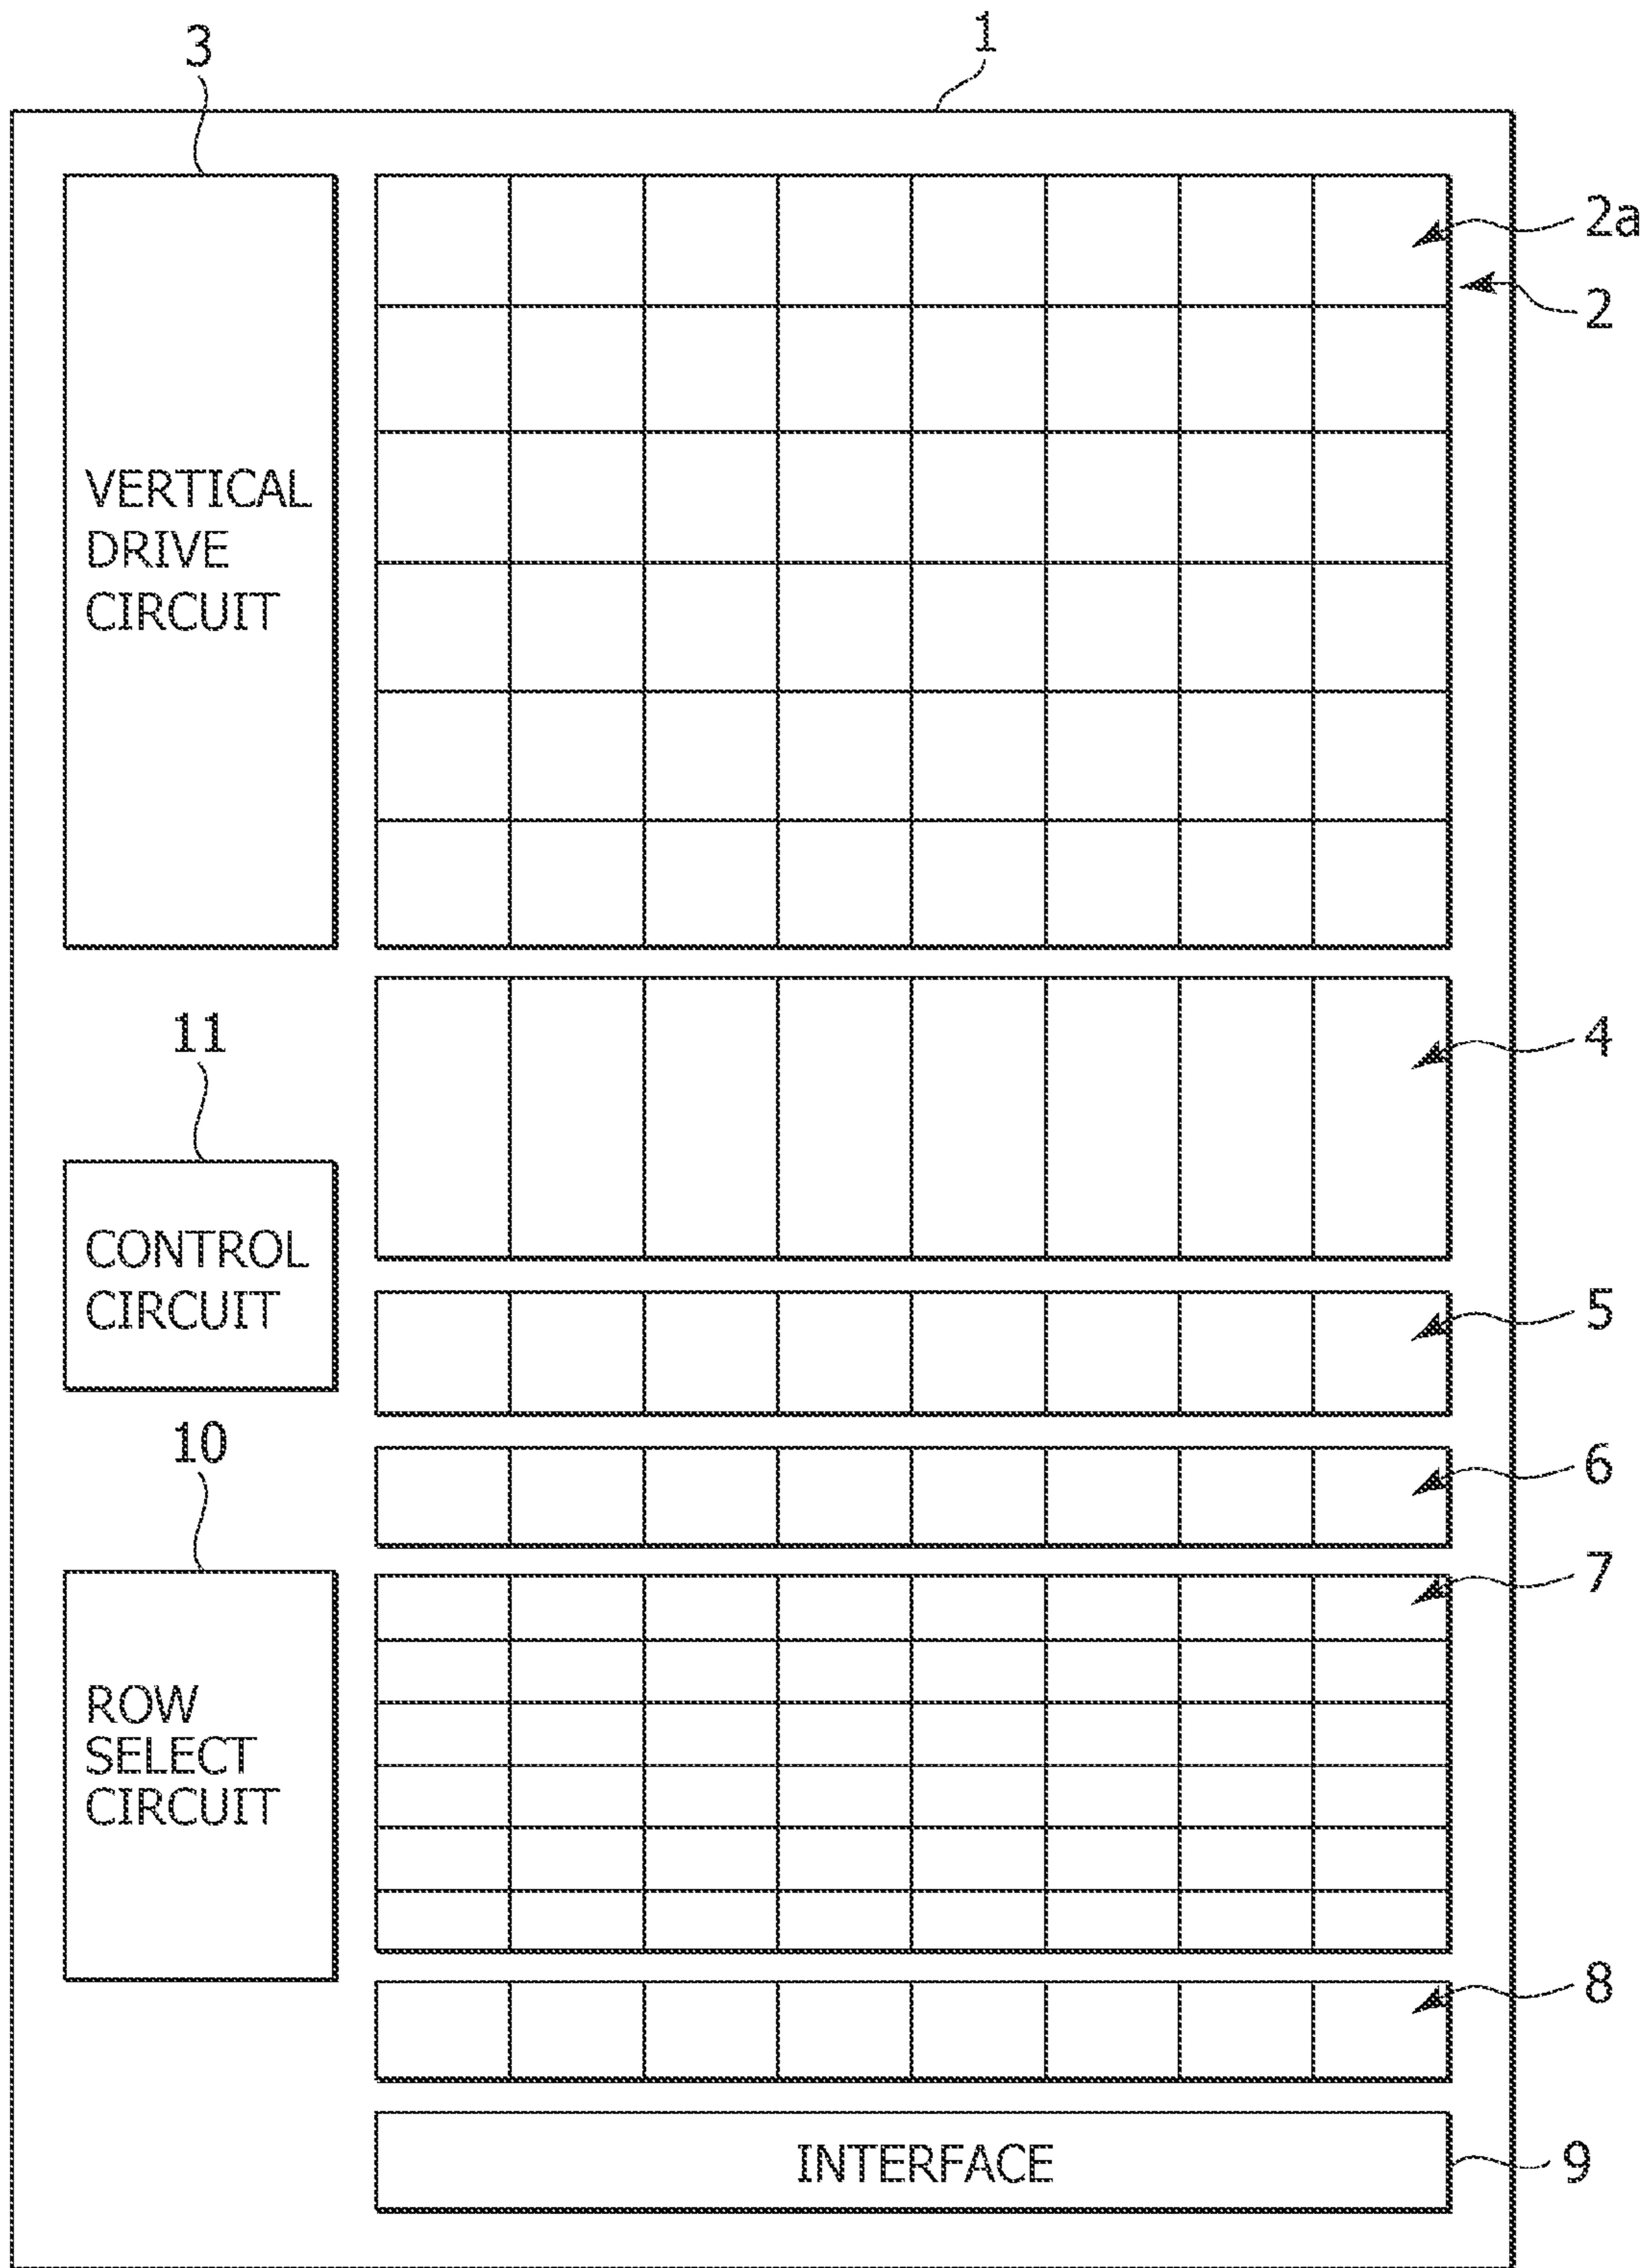 3
1
2a
2
VERTICAL
DRIVE
CIRCUIT
11
4
CONTROL
CIRCUIT
5
10
6
7
ROW
SELECT
CIRCUIT
8
INTERFACE
9